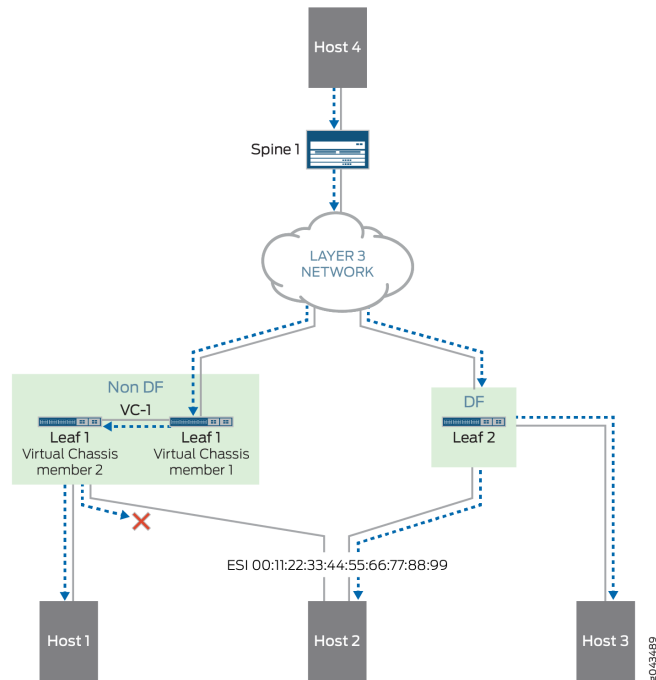 Host 4
Spine 1
LAYER 3
NETWORK
Non DF
VC-1
Leaf 1
Virtual Chassis
member 2
Leaf 1
Virtual Chassis
member 1
DF
Leaf 2
ESI 00:11:22:33:44:55:66:77:88:99
Host 1
Host 2
Host 3
g043489